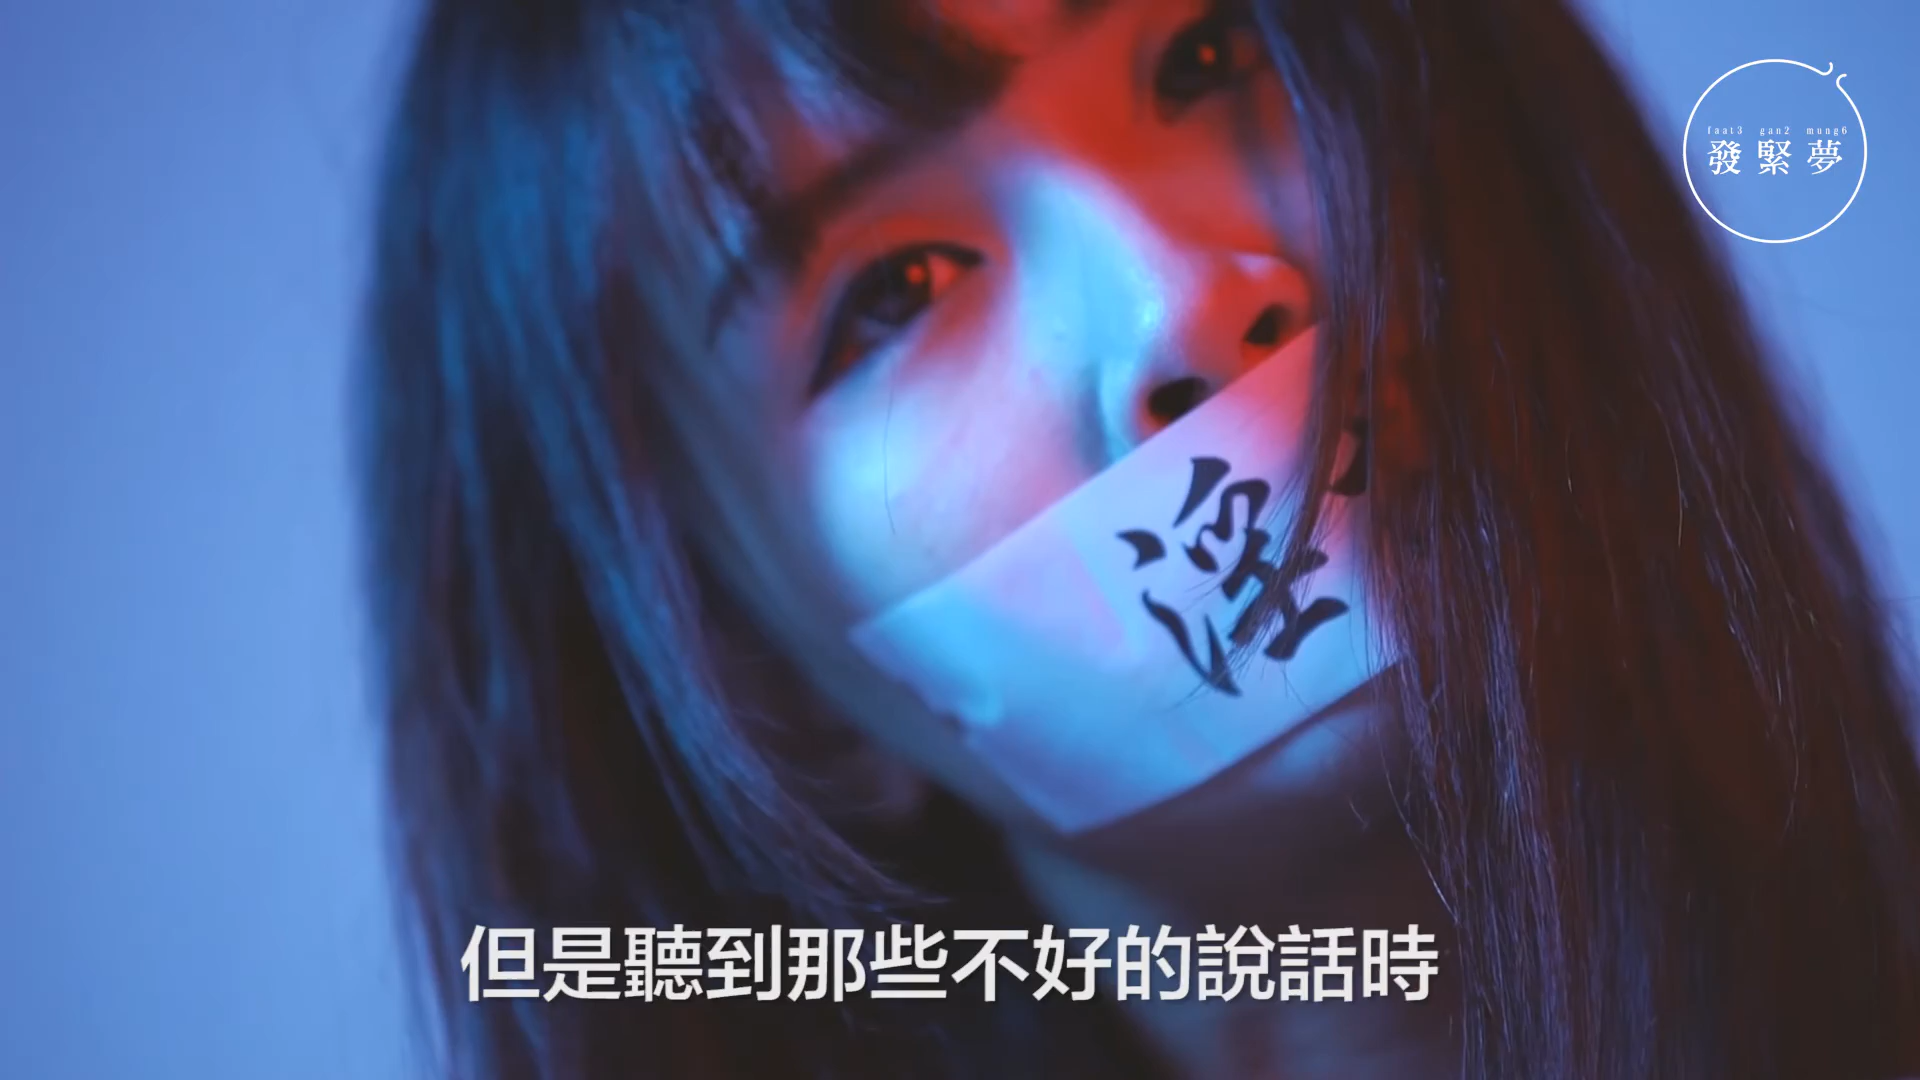 faat3 gan2 mung6
發緊夢
淫
但是聽到那些不好的說話時